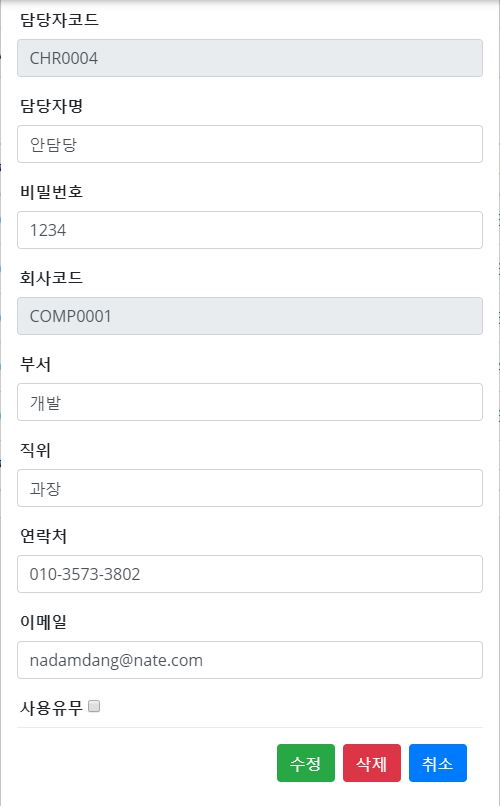 담당자코드
CHR0004
담당자명
안담당
비밀번호
1234
회사코드
COMP0001
부서
개발
직위
과장
연락처
010-3573-3802
이메일
nadamdang@nate.com
사용유무
수정 삭제 취소